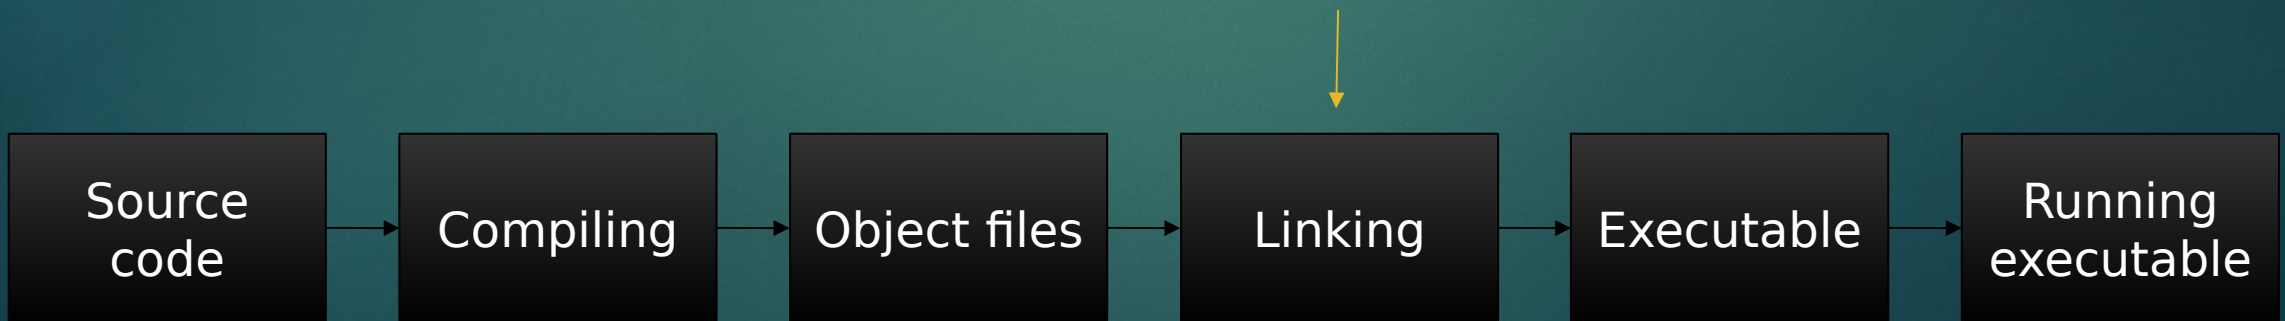 Source
code
Compiling
Object files
Linking
Executable
Running
executable